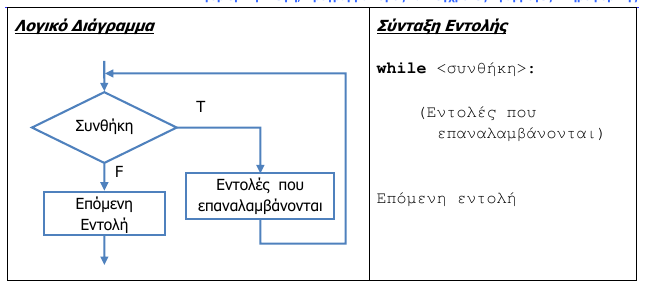 Λογικό Διάγραμμα
Συνθήκη
T
F
Επόμενη
Εντολή
Εντολές που
επαναλαμβάνονται
Σύνταξη Εντολής
while <συνθήκη>:
(Εντολές που
επαναλαμβάνονται)
Επόμενη εντολή